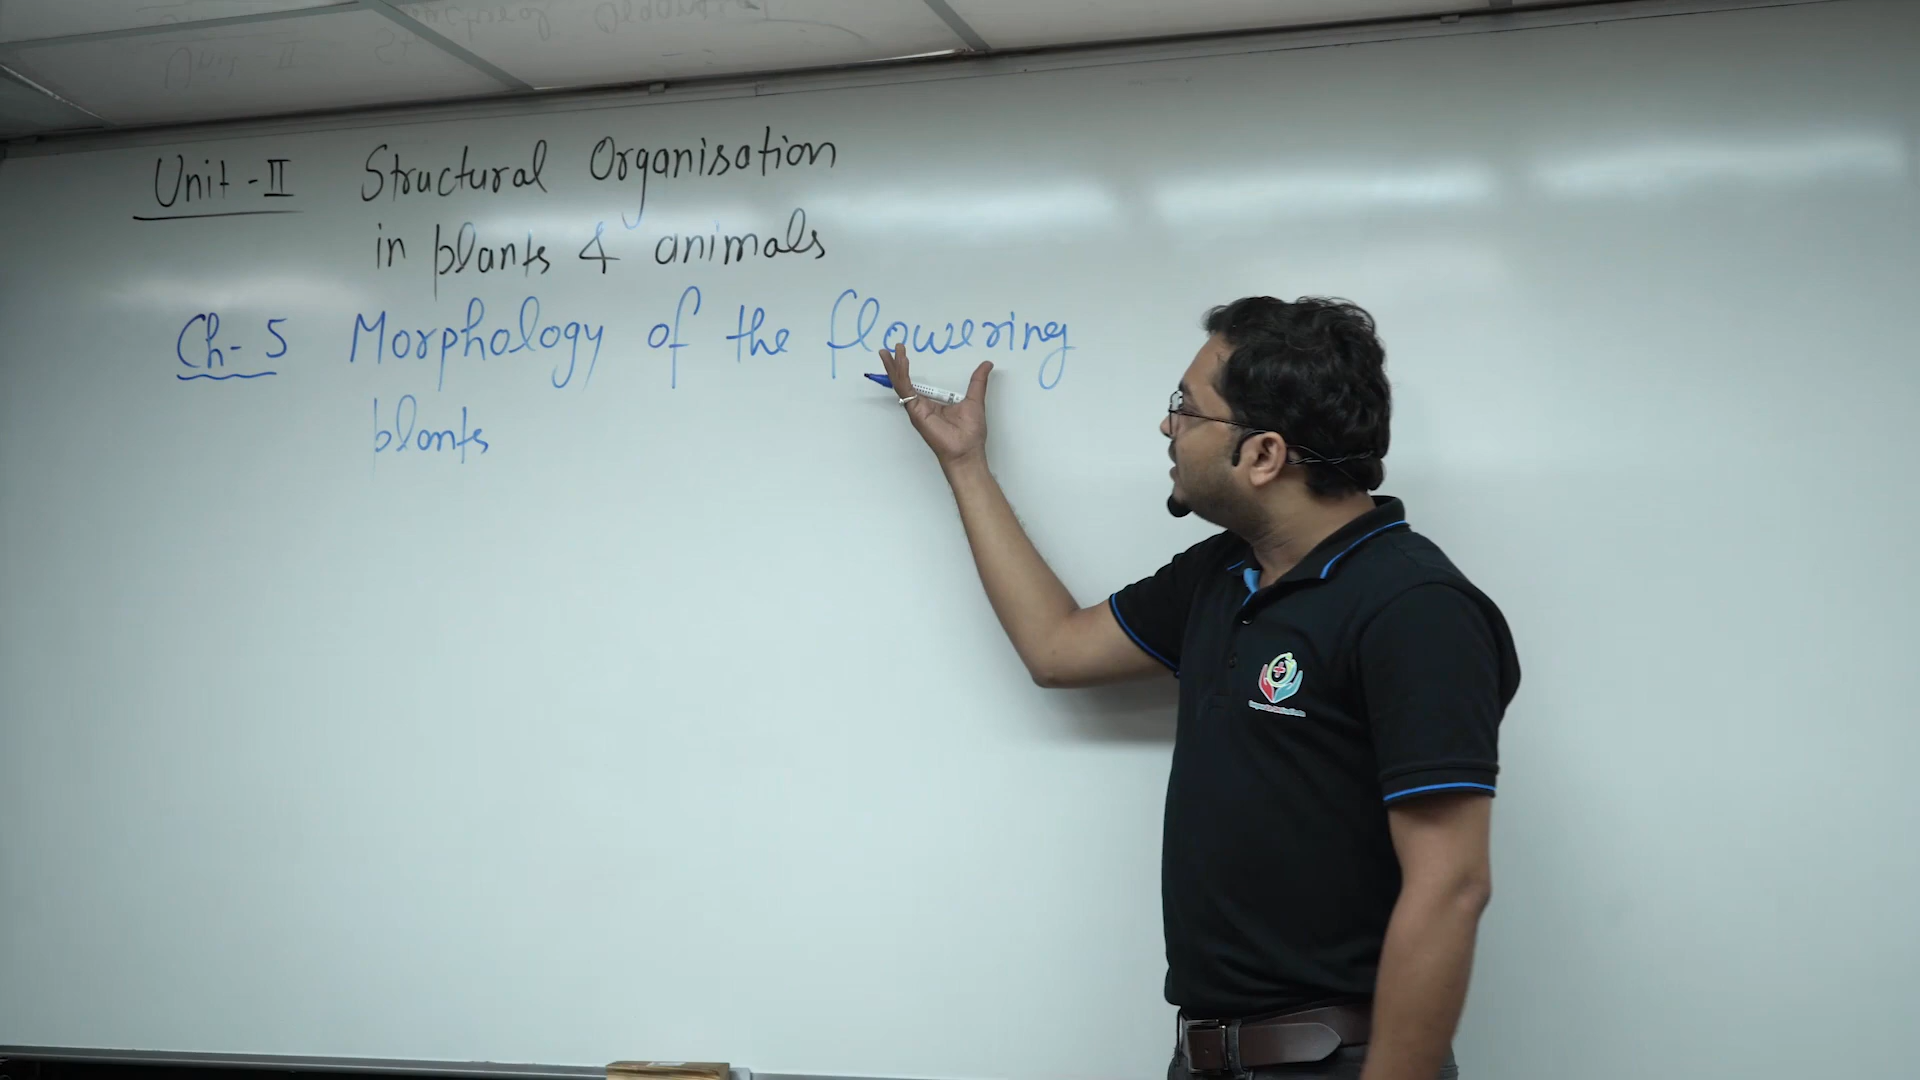 Unit-II Structural Organisation
in plants & animals
Ch-5 Morphology of the flowering
plants